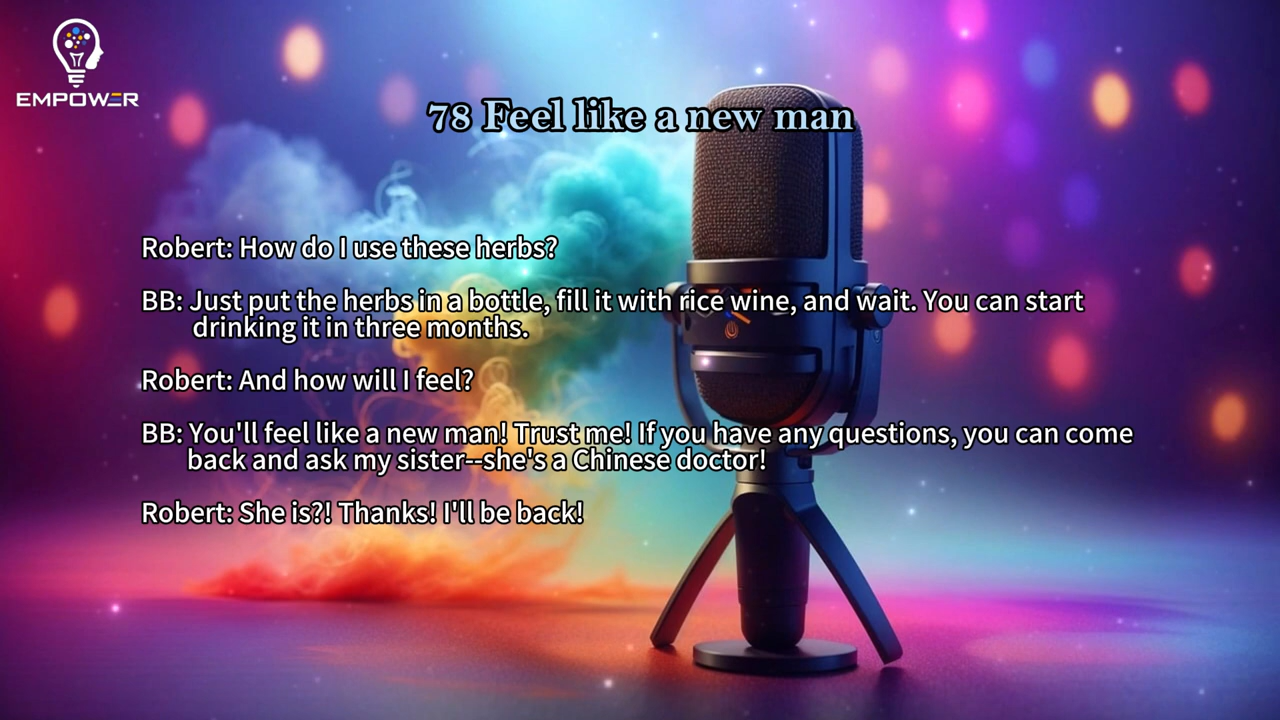 EMPOWER
78 Feel like a new man
Robert: How do I use these herbs?
BB: Just put the herbs in a bottle, fill it with rice wine, and wait. You can start
drinking it in three months.
Robert: And how will I feel?
BB: You'll feel like a new man! Trust me! If you have any questions, you can come
back and ask my sister--she's a Chinese doctor!
Robert: She is?! Thanks! I'll be back!